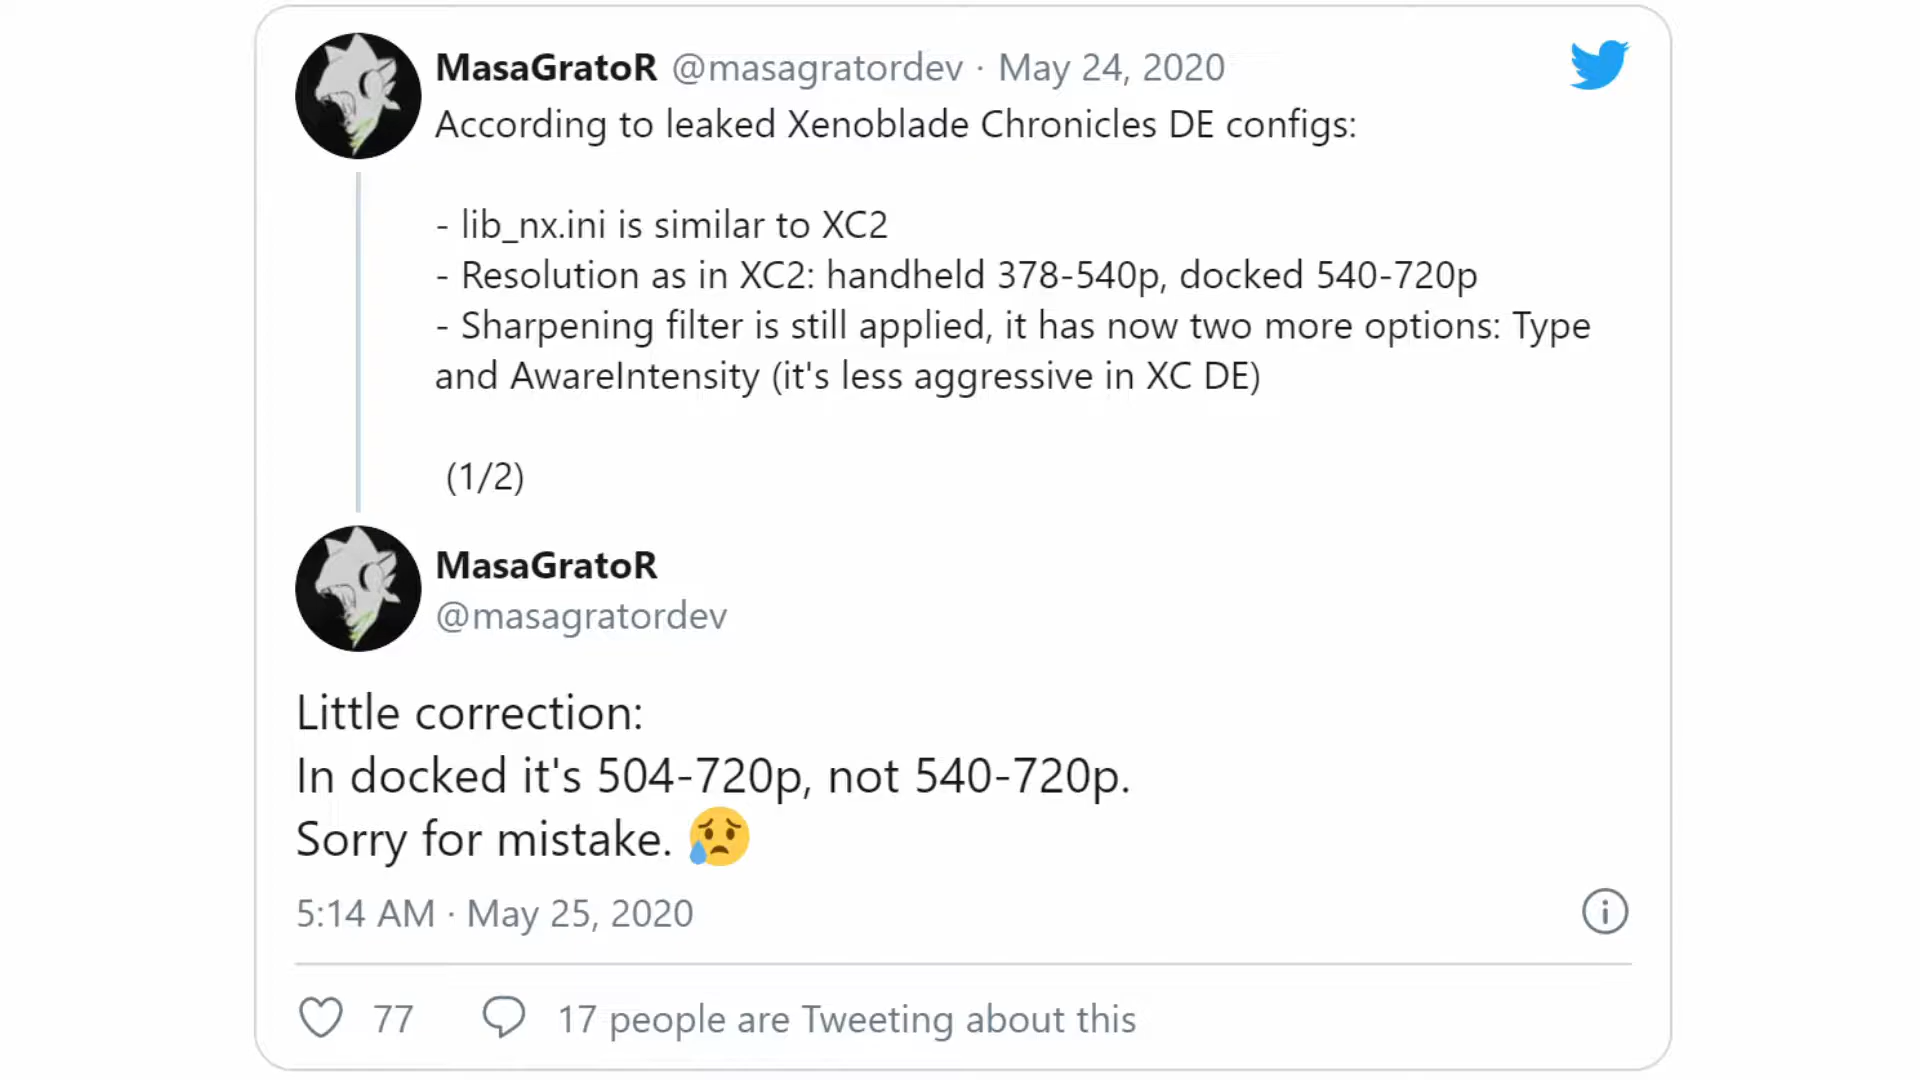 MasaGratoR @masagratordev · May 24, 2020
According to leaked Xenoblade Chronicles DE configs:
- lib_nx.ini is similar to XC2
- Resolution as in XC2: handheld 378-540p, docked 540-720p
- Sharpening filter is still applied, it has now two more options: Type
and AwareIntensity (it's less aggressive in XC DE)
(1/2)
MasaGratoR
@masagratordev
Little correction:
In docked it's 504-720p, not 540-720p.
Sorry for mistake. 😥
5:14 AM · May 25, 2020
77
17 people are Tweeting about this